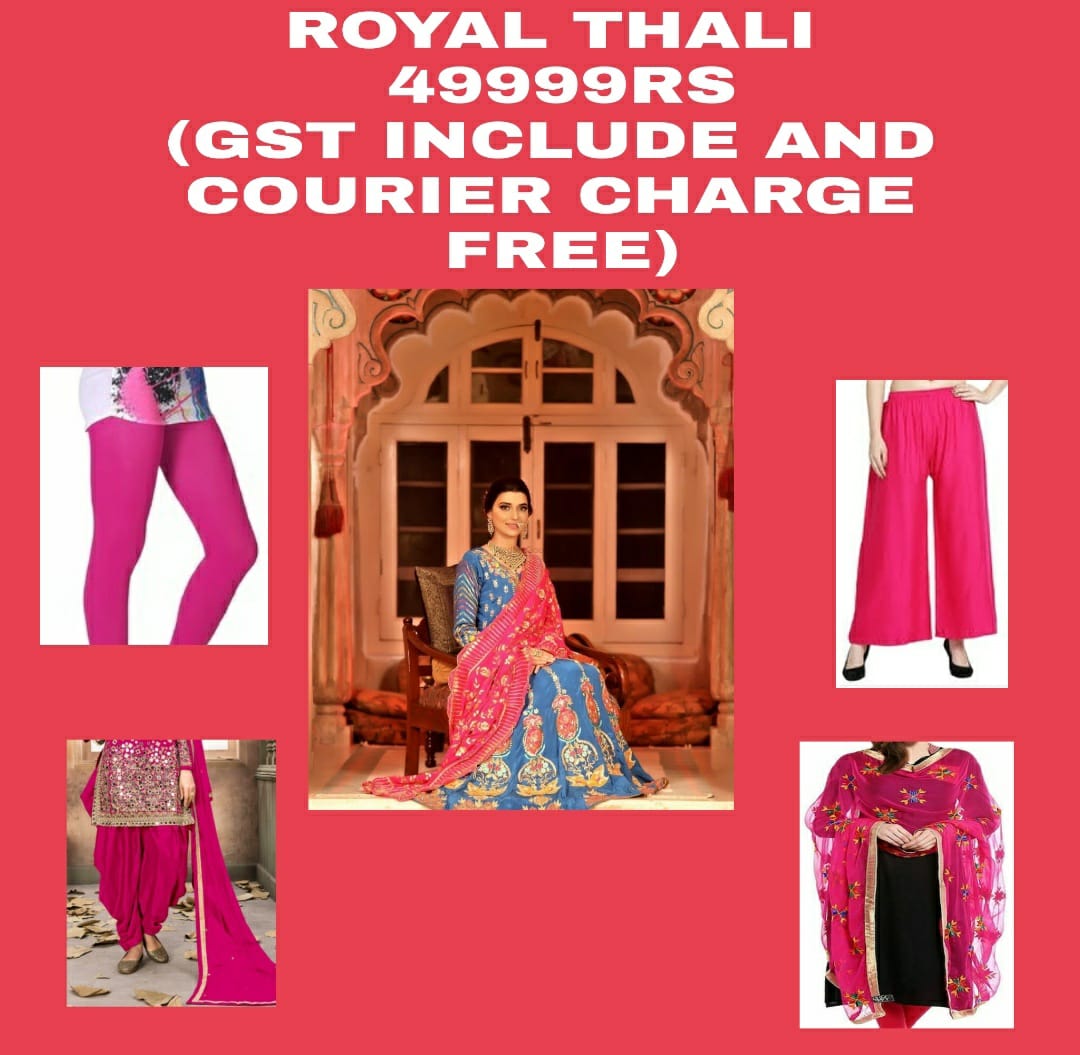 ROYAL THALI
49999RS
(GST INCLUDE AND
COURIER CHARGE
FREE)